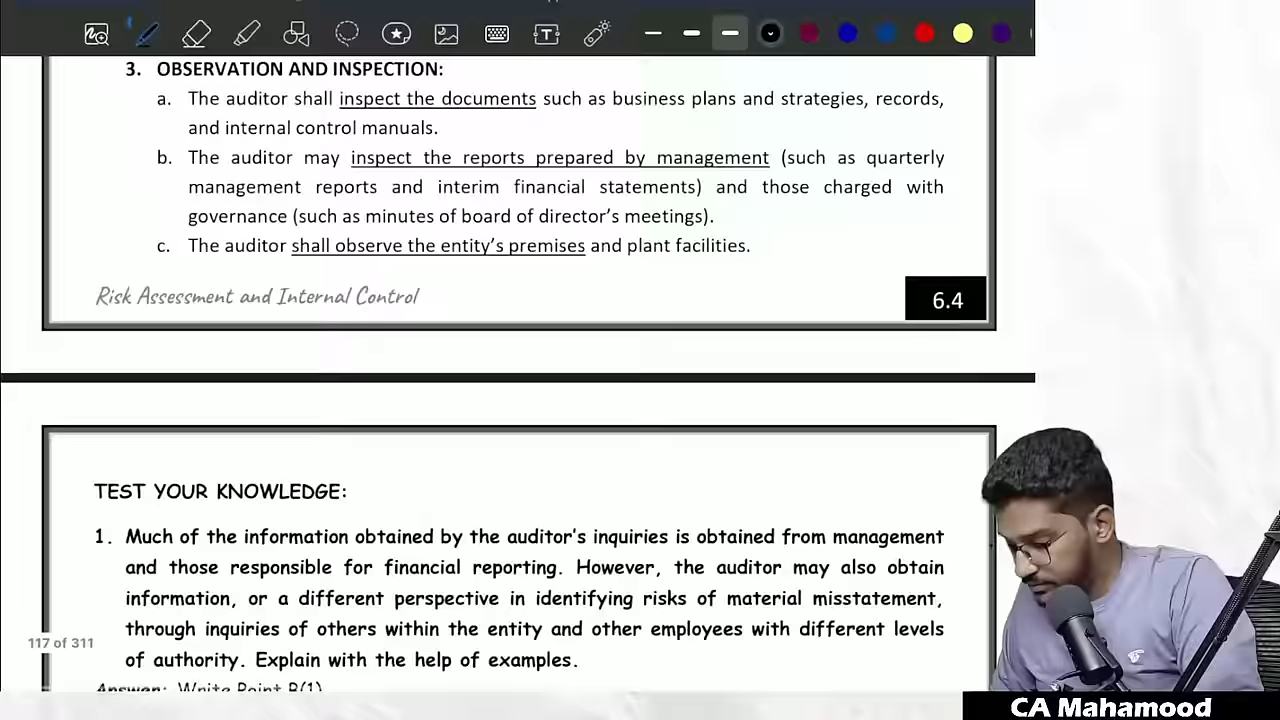 3. OBSERVATION AND INSPECTION:
a. The auditor shall inspect the documents such as business plans and strategies, records,
and internal control manuals.
b. The auditor may inspect the reports prepared by management (such as quarterly
management reports and interim financial statements) and those charged with
governance (such as minutes of board of director's meetings).
c. The auditor shall observe the entity's premises and plant facilities.
Risk Assessment and Internal Control
6.4
TEST YOUR KNOWLEDGE:
1. Much of the information obtained by the auditor's inquiries is obtained from management
and those responsible for financial reporting. However, the auditor may also obtain
information, or a different perspective in identifying risks of material misstatement,
through inquiries of others within the entity and other employees with different levels
of authority. Explain with the help of examples.
117 of 311
Answer: Write Point B(1)
CA Mahamood